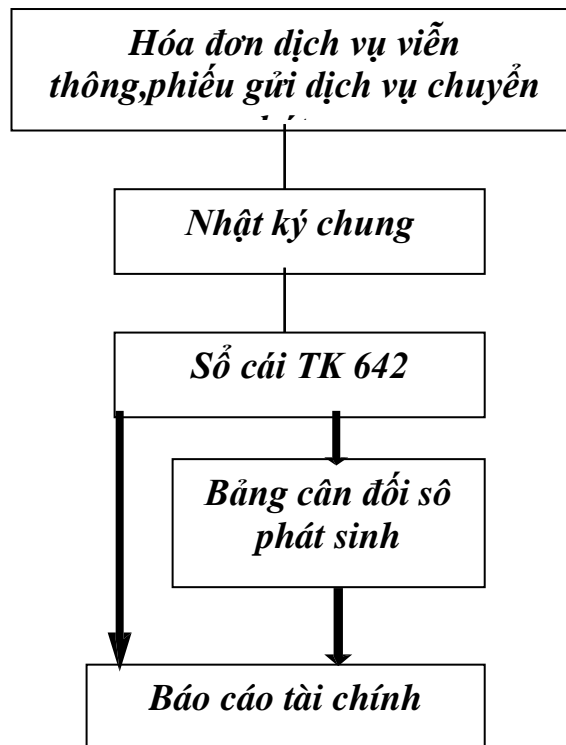 Hóa đơn dịch vụ viễn
thông,phiếu gửi dịch vụ chuyển
Nhật ký chung
Sổ cái TK 642
Bảng cân đối sô
phát sinh
Báo cáo tài chính